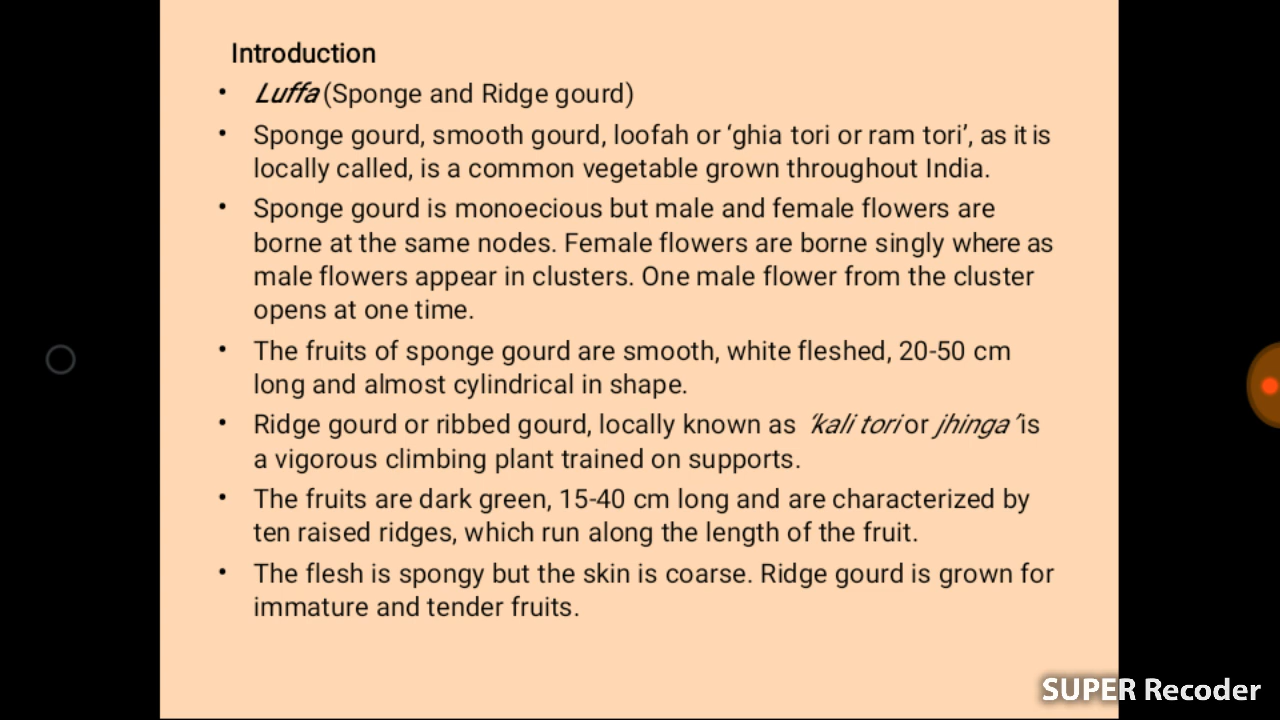 Introduction
• Luffa (Sponge and Ridge gourd)
• Sponge gourd, smooth gourd, loofah or ‘ghia tori or ram tori’, as it is
locally called, is a common vegetable grown throughout India.
• Sponge gourd is monoecious but male and female flowers are
borne at the same nodes. Female flowers are borne singly where as
male flowers appear in clusters. One male flower from the cluster
opens at one time.
• The fruits of sponge gourd are smooth, white fleshed, 20-50 cm
long and almost cylindrical in shape.
• Ridge gourd or ribbed gourd, locally known as ‘kali tori or jhinga’ is
a vigorous climbing plant trained on supports.
• The fruits are dark green, 15-40 cm long and are characterized by
ten raised ridges, which run along the length of the fruit.
• The flesh is spongy but the skin is coarse. Ridge gourd is grown for
immature and tender fruits.
SUPER Recoder